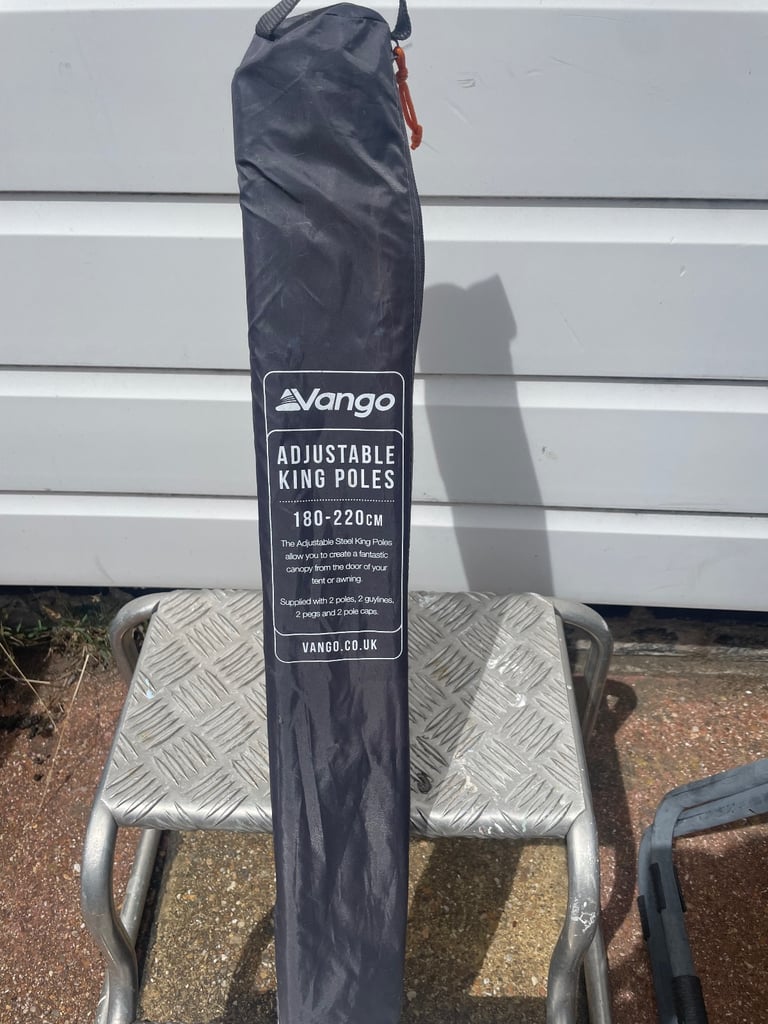 Vango
ADJUSTABLE
KING POLES
180-220CM
The Adjustable Steel King Poles
allow you to create a fantastic
canopy from the door of your
tent or awning.
Supplied with 2 poles, 2 guylines,
2 pegs and 2 pole caps.
VANGO.CO.UK